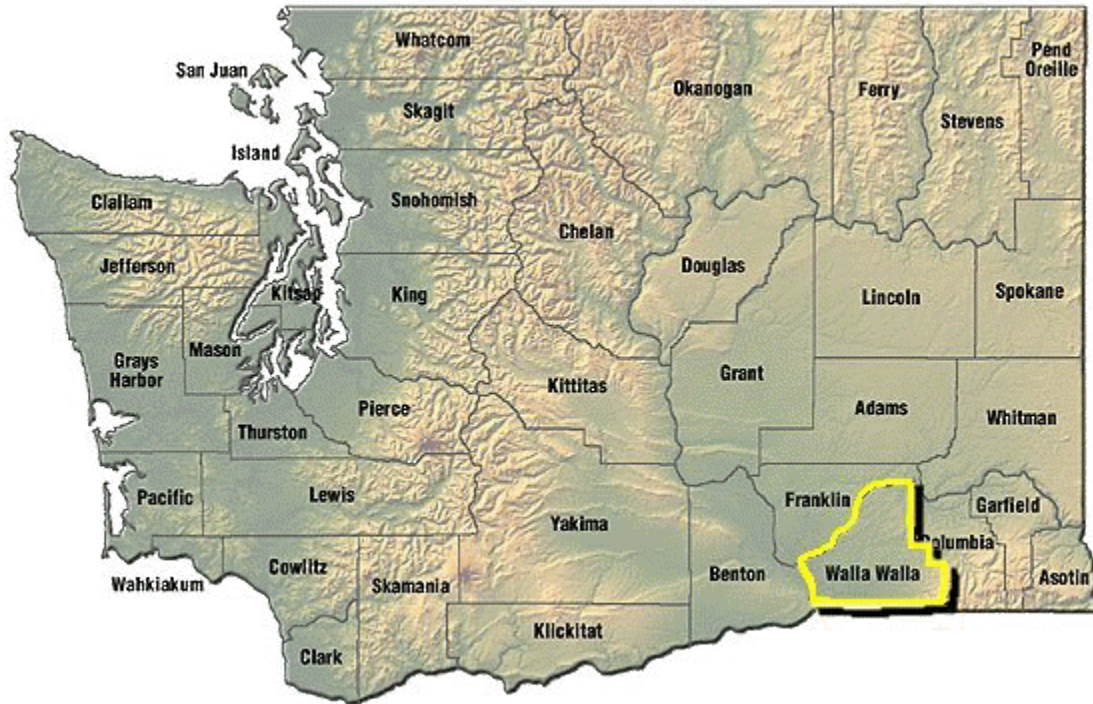 Whatcom
San Juan
Pend
Oreille
Okanogan
Ferry
Skagit
Stevens
Island
Clallam
Snohomish
Chelan
Jefferson
Douglas
Kitsap
King
Lincoln
Spokane
Mason
Grays
Harbor
Grant
Kittitas
Pierce
Adams
Whitman
Thurston
Pacific
Lewis
Franklin
Garfield
Yakima
Columbia
Wahkiakum
Cowlitz
Skamania
Benton
Walla Walla
Asotin
Klickitat
Clark